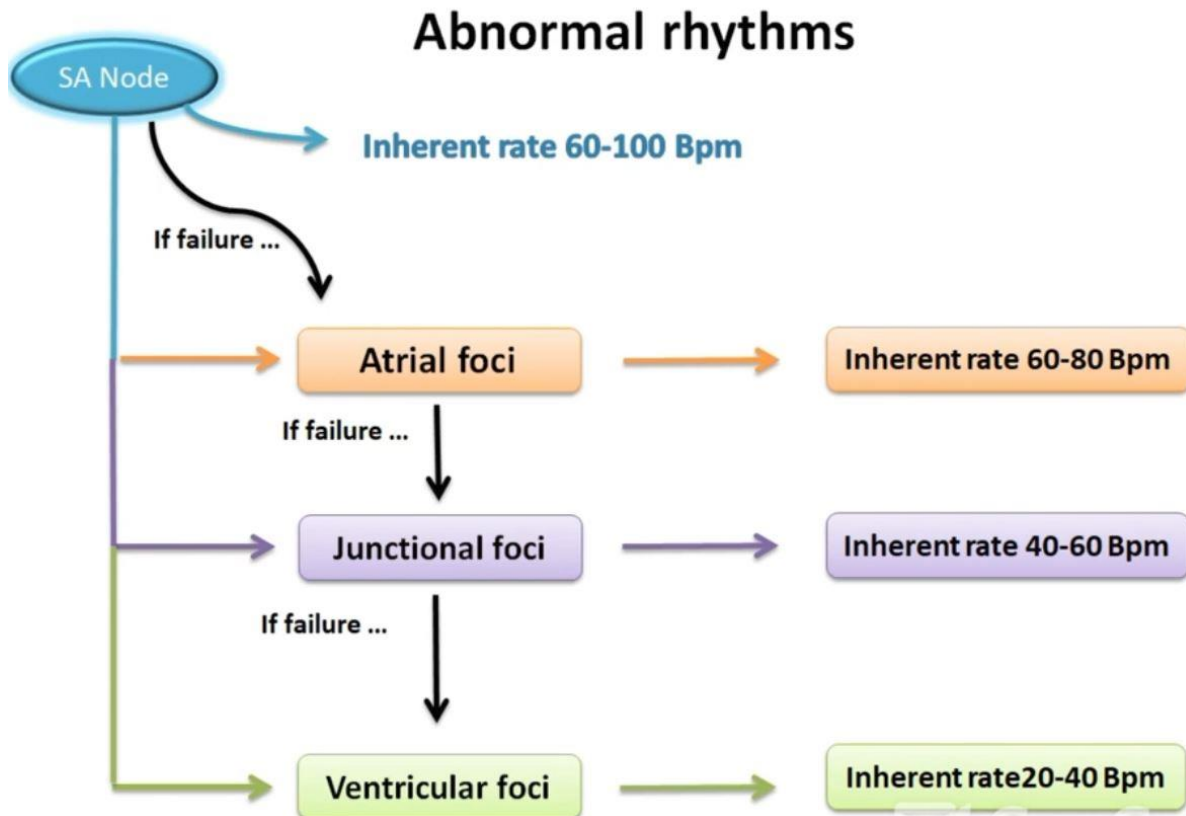 Abnormal rhythms
SA Node
Inherent rate 60-100 Bpm
If failure ...
Atrial foci
Inherent rate 60-80 Bpm
If failure ...
Junctional foci
Inherent rate 40-60 Bpm
If failure ...
Ventricular foci
Inherent rate20-40 Bpm